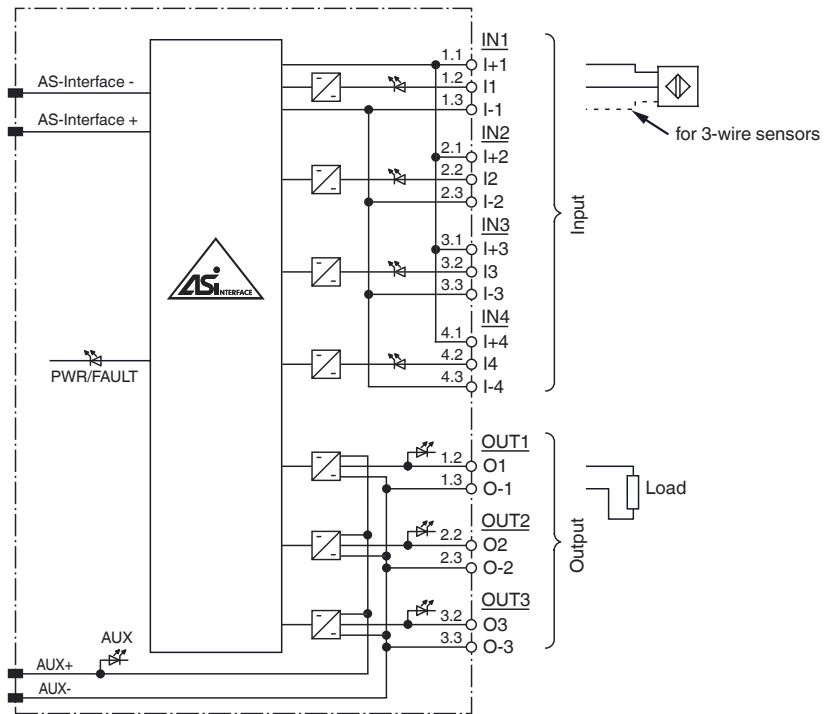 AS-Interface -
AS-Interface +
ASi INTERFACE
PWR/FAULT
AUX
AUX+
AUX-
IN1
1.1 I+1
1.2 I1
1.3 I-1
IN2
2.1 I+2
2.2 I2
2.3 I-2
IN3
3.1 I+3
3.2 I3
3.3 I-3
IN4
4.1 I+4
4.2 I4
4.3 I-4
Input
for 3-wire sensors
OUT1
1.2 O1
1.3 O-1
OUT2
2.2 O2
2.3 O-2
OUT3
3.2 O3
3.3 O-3
Output
Load